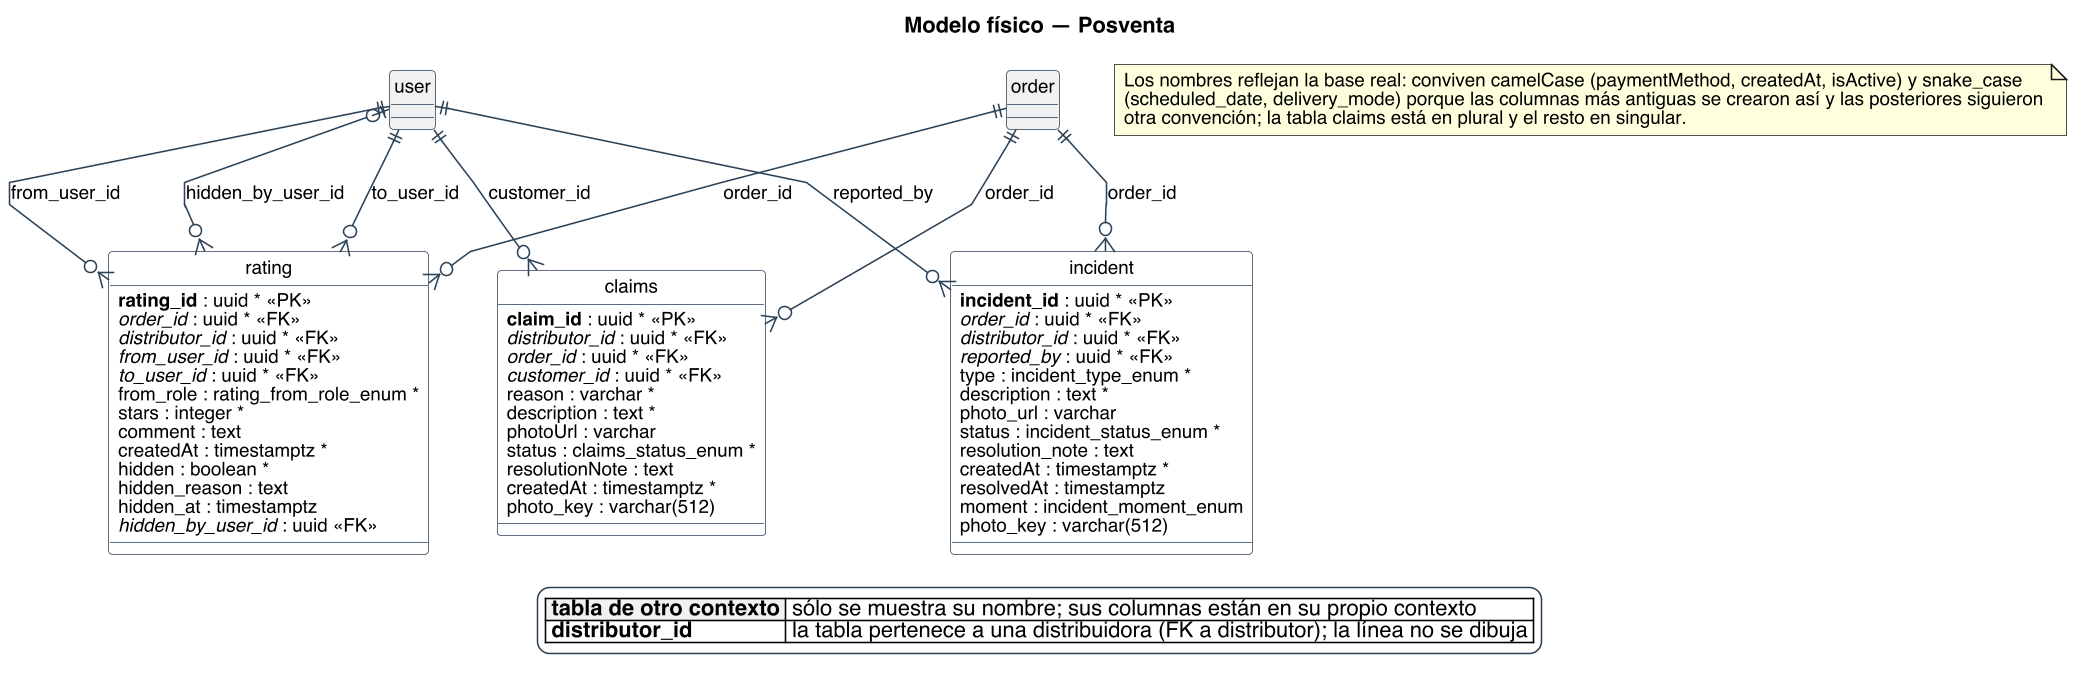 Modelo físico — Posventa
user
order
Los nombres reflejan la base real: conviven camelCase (paymentMethod, createdAt, isActive) y snake_case
(scheduled_date, delivery_mode) porque las columnas más antiguas se crearon así y las posteriores siguieron
otra convención; la tabla claims está en plural y el resto en singular.
from_user_id
hidden_by_user_id
to_user_id
customer_id
order_id
reported_by
order_id
order_id
rating
rating_id : uuid * «PK»
order_id : uuid * «FK»
distributor_id : uuid * «FK»
from_user_id : uuid * «FK»
to_user_id : uuid * «FK»
from_role : rating_from_role_enum *
stars : integer *
comment : text
createdAt : timestamptz *
hidden : boolean *
hidden_reason : text
hidden_at : timestamptz
hidden_by_user_id : uuid «FK»
claims
claim_id : uuid * «PK»
distributor_id : uuid * «FK»
order_id : uuid * «FK»
customer_id : uuid * «FK»
reason : varchar *
description : text *
photoUrl : varchar
status : claims_status_enum *
resolutionNote : text
createdAt : timestamptz *
photo_key : varchar(512)
incident
incident_id : uuid * «PK»
order_id : uuid * «FK»
distributor_id : uuid * «FK»
reported_by : uuid * «FK»
type : incident_type_enum *
description : text *
photo_url : varchar
status : incident_status_enum *
resolution_note : text
createdAt : timestamptz *
resolvedAt : timestamptz
moment : incident_moment_enum
photo_key : varchar(512)
tabla de otro contexto sólo se muestra su nombre; sus columnas están en su propio contexto
distributor_id la tabla pertenece a una distribuidora (FK a distributor); la línea no se dibuja